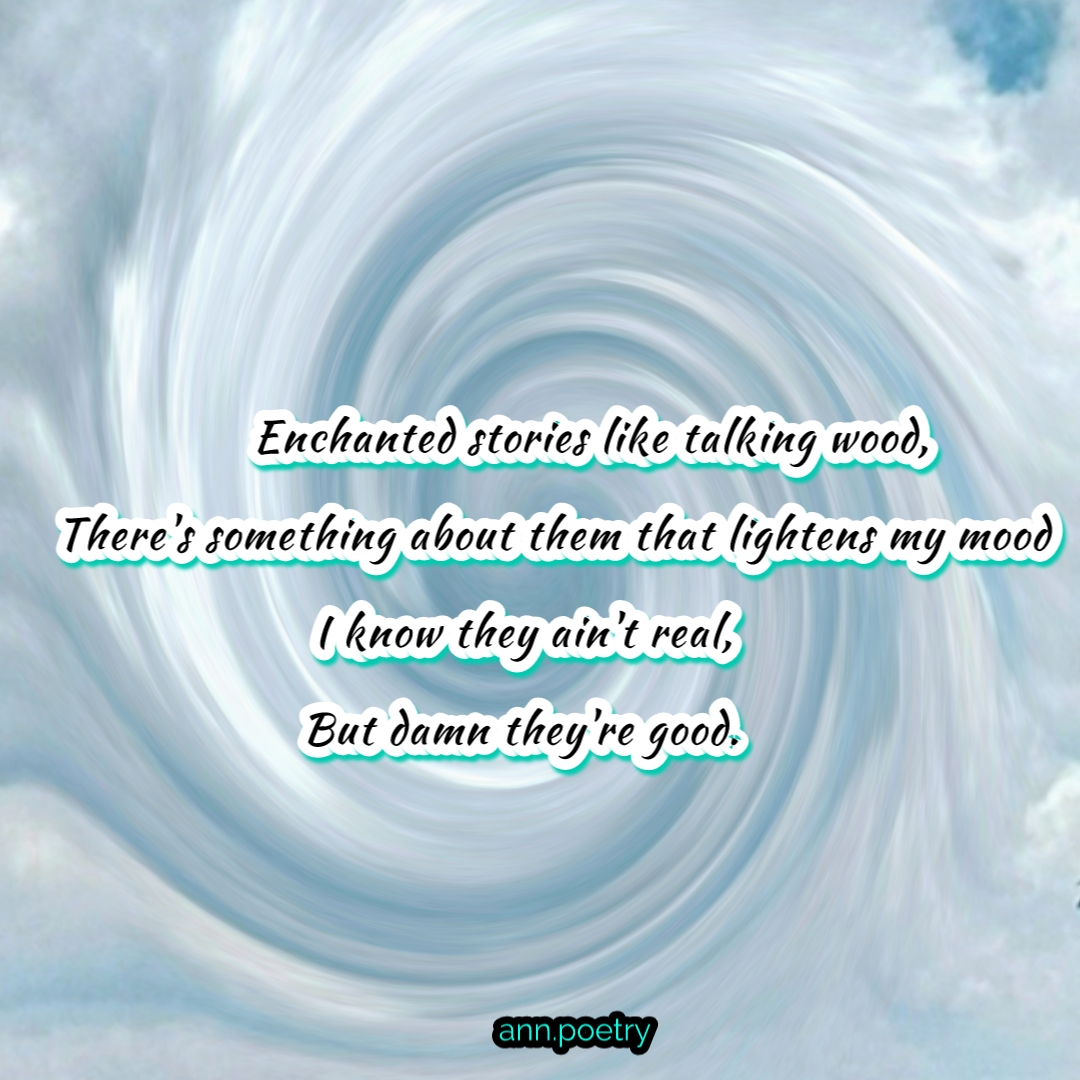 Enchanted stories like talking wood,
There's something about them that lightens my mood
I know they ain't real,
But damn they're good.
ann.poetry